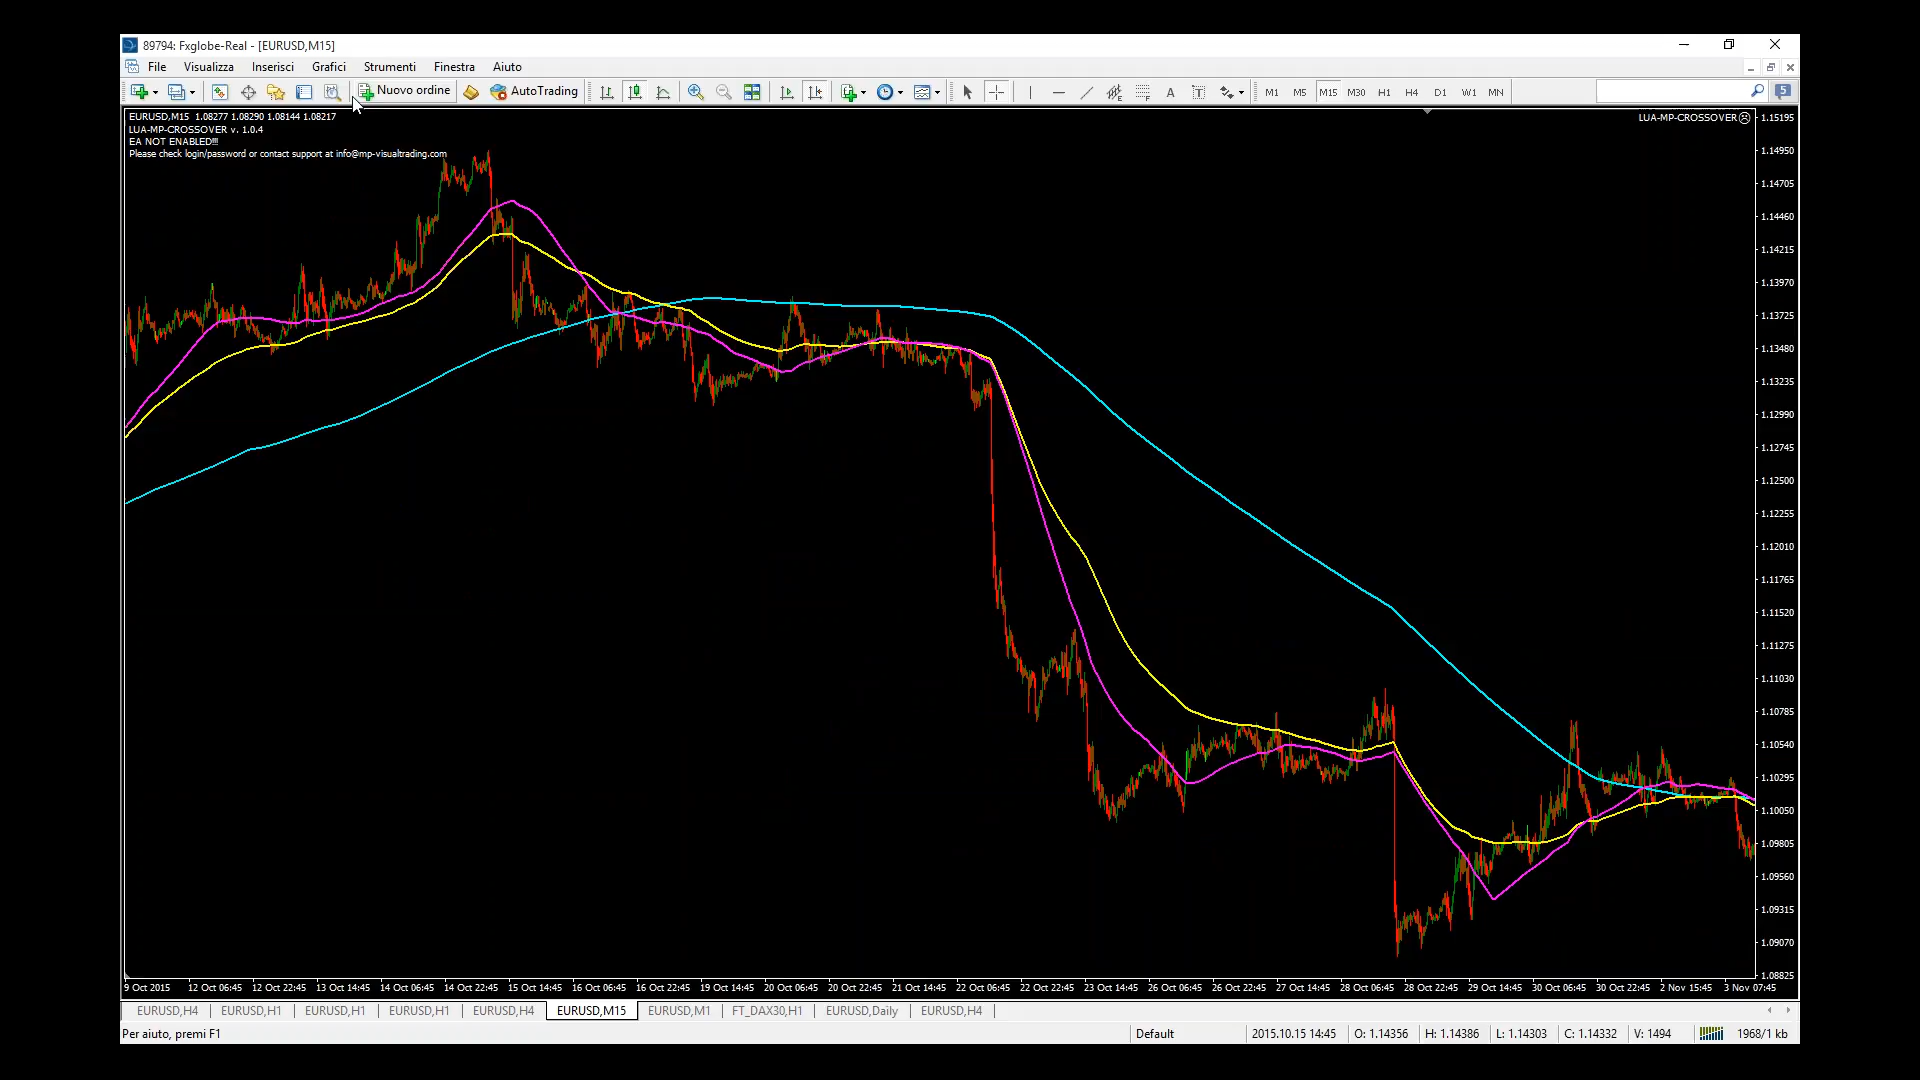 89794: Fxglobe-Real - [EURUSD,M15]
File Visualizza Inserisci Grafici Strumenti Finestra Aiuto
Nuovo ordine AutoTrading A T M1 M5 M15 M30 H1 H4 D1 W1 MN 5
EURUSD,M15 1.08277 1.08290 1.08144 1.08217
LUA-MP-CROSSOVER v. 1.0.4
EA NOT ENABLED!!!
Please check login/password or contact support at info@mp-visualtrading.com
LUA-MP-CROSSOVER
1.15195
1.14950
1.14705
1.14460
1.14215
1.13970
1.13725
1.13480
1.13235
1.12990
1.12745
1.12500
1.12255
1.12010
1.11765
1.11520
1.11275
1.11030
1.10785
1.10540
1.10295
1.10050
1.09805
1.09560
1.09315
1.09070
1.08825
9 Oct 2015 12 Oct 06:45 12 Oct 22:45 13 Oct 14:45 14 Oct 06:45 14 Oct 22:45 15 Oct 14:45 16 Oct 06:45 16 Oct 22:45 19 Oct 14:45 20 Oct 06:45 20 Oct 22:45 21 Oct 14:45 22 Oct 06:45 22 Oct 22:45 23 Oct 14:45 26 Oct 06:45 26 Oct 22:45 27 Oct 14:45 28 Oct 06:45 28 Oct 22:45 29 Oct 14:45 30 Oct 06:45 30 Oct 22:45 2 Nov 15:45 3 Nov 07:45
EURUSD,H4 EURUSD,H1 EURUSD,H1 EURUSD,H1 EURUSD,H4 EURUSD,M15 EURUSD,M1 FT_DAX30,H1 EURUSD,Daily EURUSD,H4
Per aiuto, premi F1 Default 2015.10.15 14:45 O: 1.14356 H: 1.14386 L: 1.14303 C: 1.14332 V: 1494 1968/1 kb